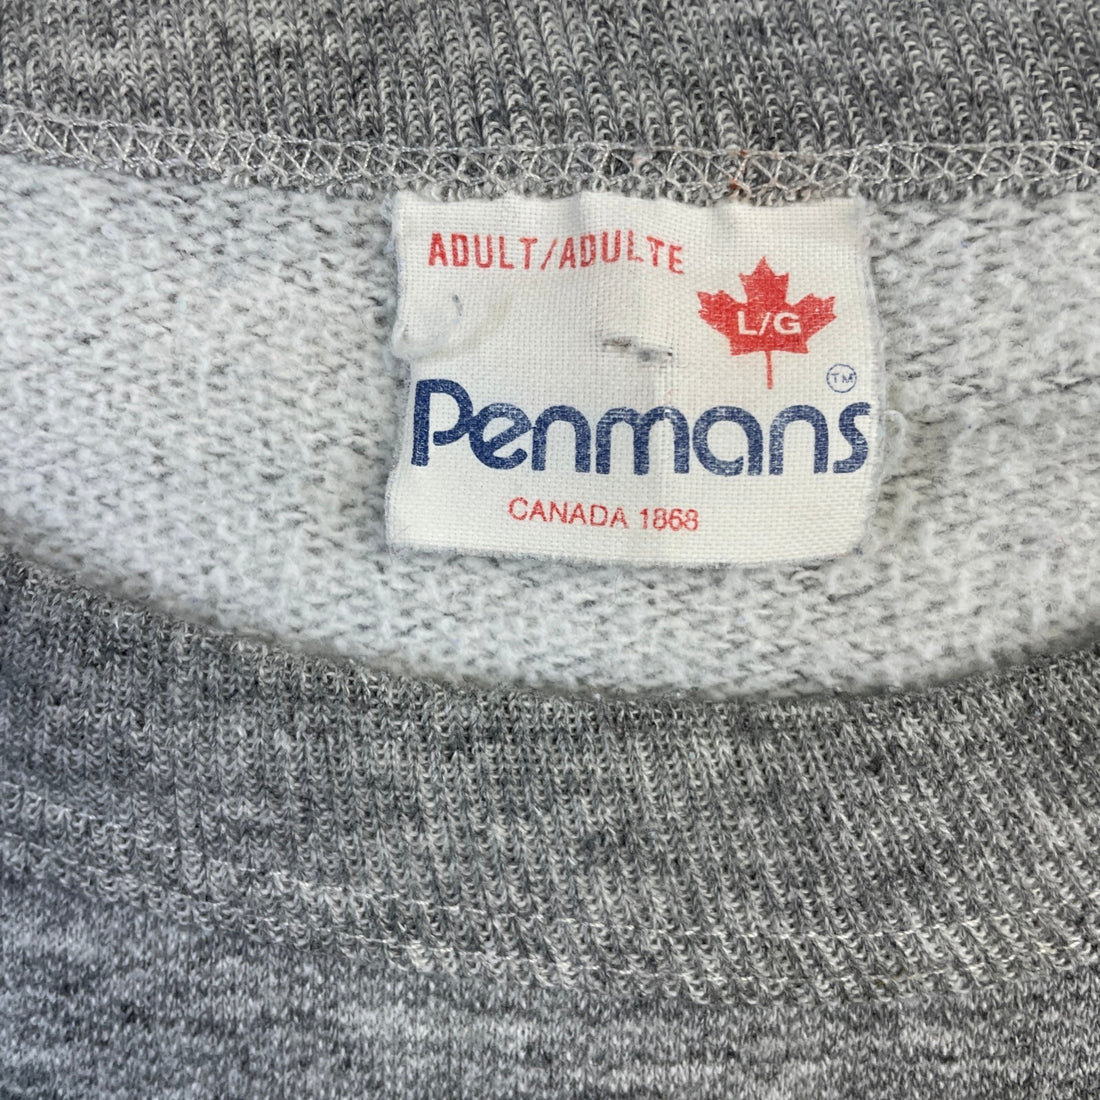 ADULT/ADULTE
L/G
TM
Penmans
CANADA 1868